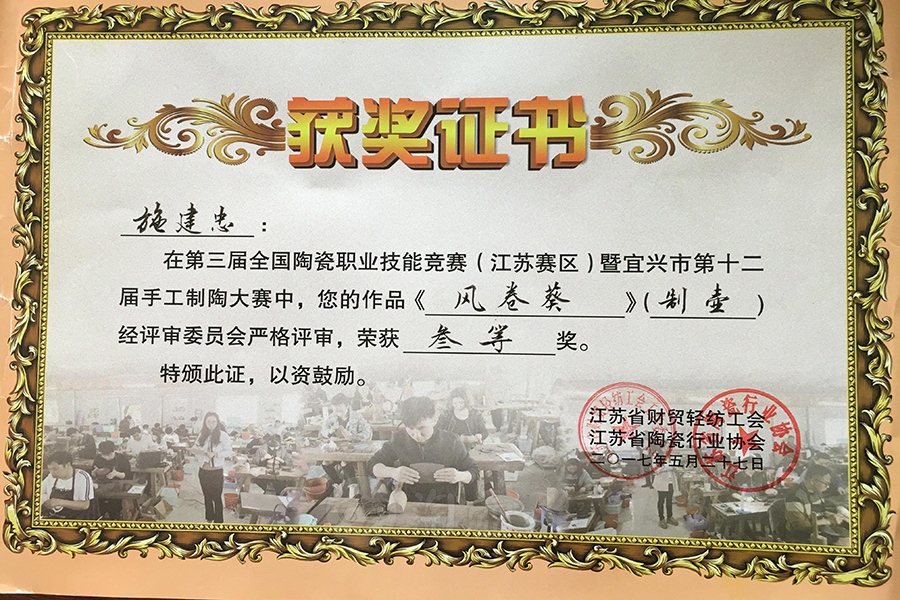 获奖证书
施建忠：
在第三届全国陶瓷职业技能竞赛（江苏赛区）暨宜兴市第十二
届手工制陶大赛中，您的作品《风卷葵》（制壶）
经评审委员会严格评审，荣获叁等奖。
特颁此证，以资鼓励。
江苏省财贸轻纺工会
江苏省陶瓷行业协会
二〇一七年五月二十七日